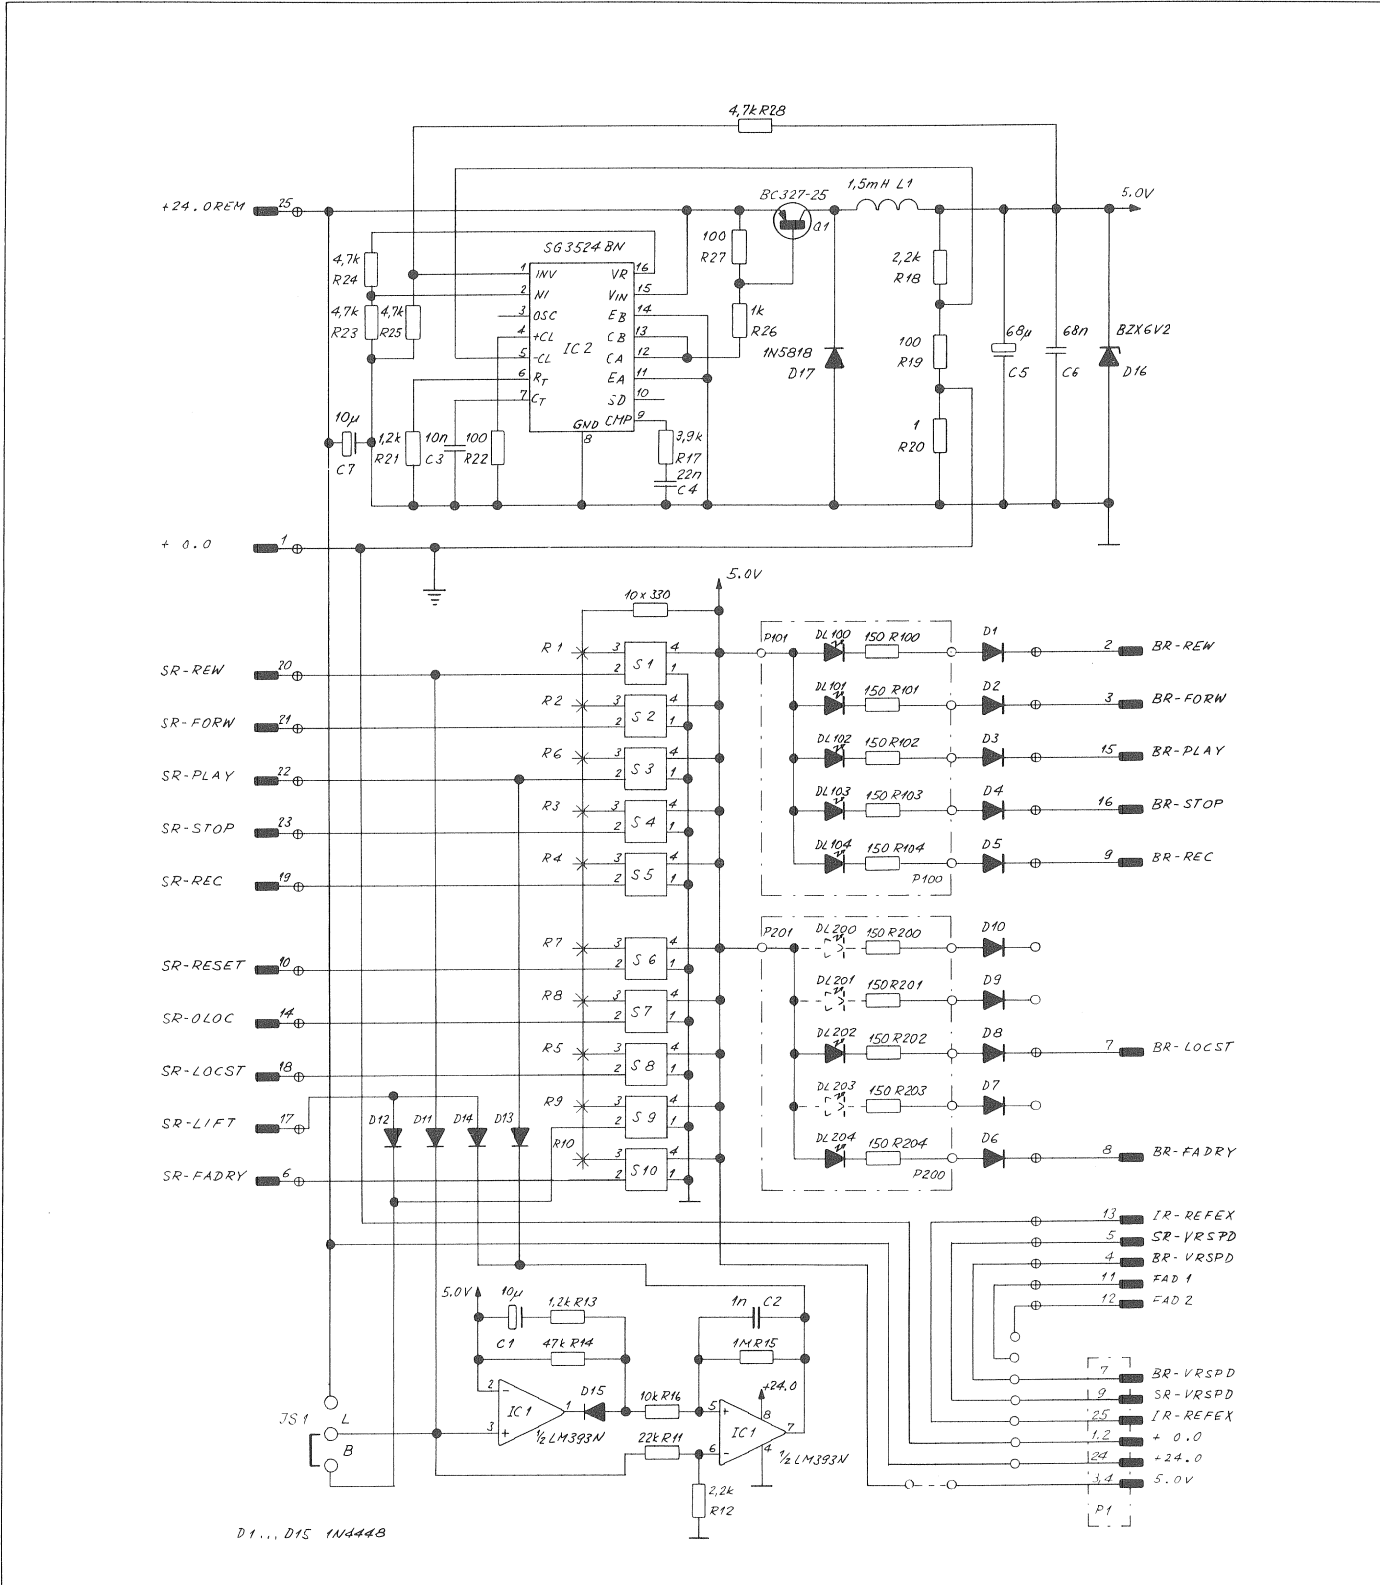 4,7k R28
BC327-25
1,5mH L1
+24.0REM 25
5.0V
Q1
SG3524BN
100
R27
2,2k
R18
4,7k
R24
1 INV VR 16
2 NI VIN 15
3 OSC EB 14
4 +CL CB 13
5 -CL CA 12
6 RT EA 11
7 CT SD 10
CMP 9
GND
8
IC2
4,7k
R23
4,7k
R25
1k
R26
1N5818
D17
100
R19
68µ
C5
68n
C6
BZX6V2
D16
10µ
C7
1,2k
R21
10n
C3
100
R22
3,9k
R17
22n
C4
1
R20
+ 0.0 1
5.0V
10x330
R1 3 S1 4
SR-REW 20 2 1
R2 3 S2 4
SR-FORW 21 2 1
R6 3 S3 4
SR-PLAY 22 2 1
R3 3 S4 4
SR-STOP 23 2 1
R4 3 S5 4
SR-REC 19 2 1
R7 3 S6 4
SR-RESET 10 2 1
R8 3 S7 4
SR-OLOC 14 2 1
R5 3 S8 4
SR-LOCST 18 2 1
R9 3 S9 4
SR-LIFT 17 2 1
R10 3 S10 4
SR-FADRY 6 2 1
D12 D11 D14 D13
P101 DL100 150 R100 D1 2 BR-REW
DL101 150 R101 D2 3 BR-FORW
DL102 150 R102 D3 15 BR-PLAY
DL103 150 R103 D4 16 BR-STOP
DL104 150 R104 D5 9 BR-REC
P100
P201 DL200 150 R200 D10
DL201 150 R201 D9
DL202 150 R202 D8 7 BR-LOCST
DL203 150 R203 D7
DL204 150 R204 D6 8 BR-FADRY
P200
13 IR-REFEX
5 SR-VRSPD
4 BR-VRSPD
11 FAD 1
12 FAD 2
5.0V
10µ
C1
1,2k R13
47k R14
1n C2
1M R15
2 -
3 +
IC1
1
½ LM393N
D15
10k R16
22k R11
+24.0
8
5 +
6 -
IC1
7
4
½ LM393N
2,2k
R12
JS1
L
B
7 BR-VRSPD
9 SR-VRSPD
25 IR-REFEX
1,2 + 0.0
24 +24.0
3,4 5.0V
P1
D1...D15 1N4448